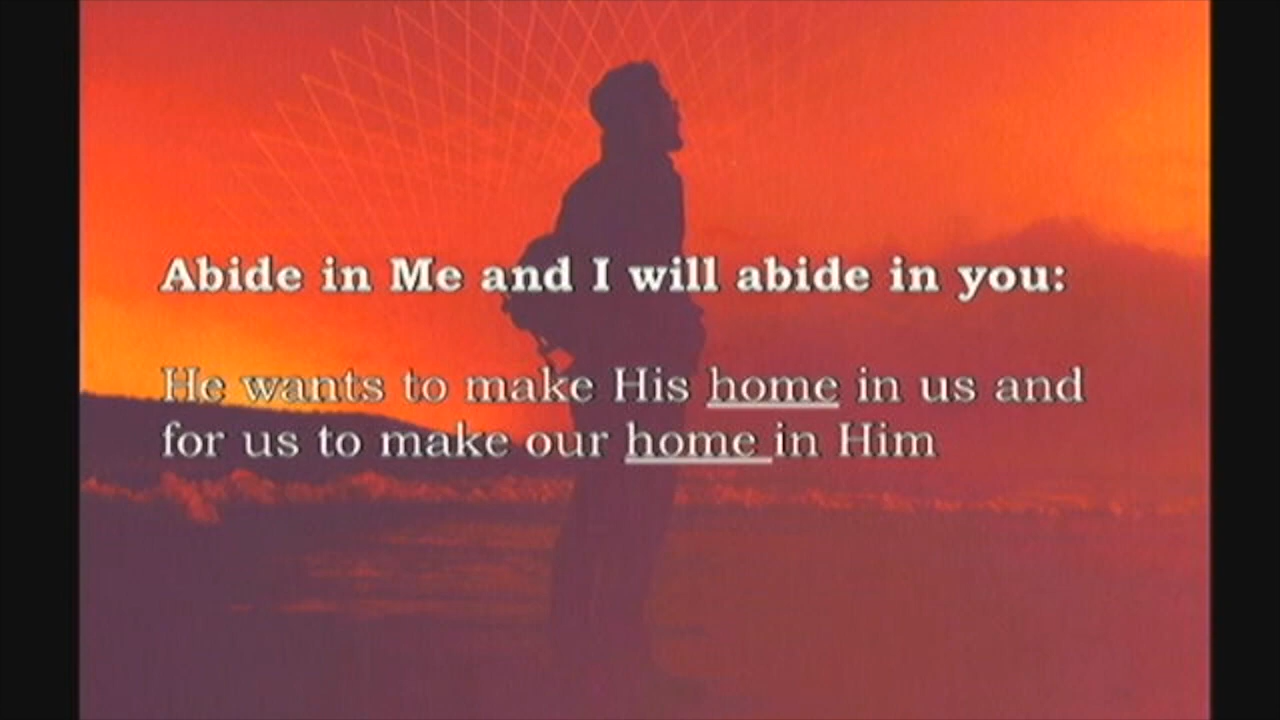 Abide in Me and I will abide in you:
He wants to make His home in us and
for us to make our home in Him